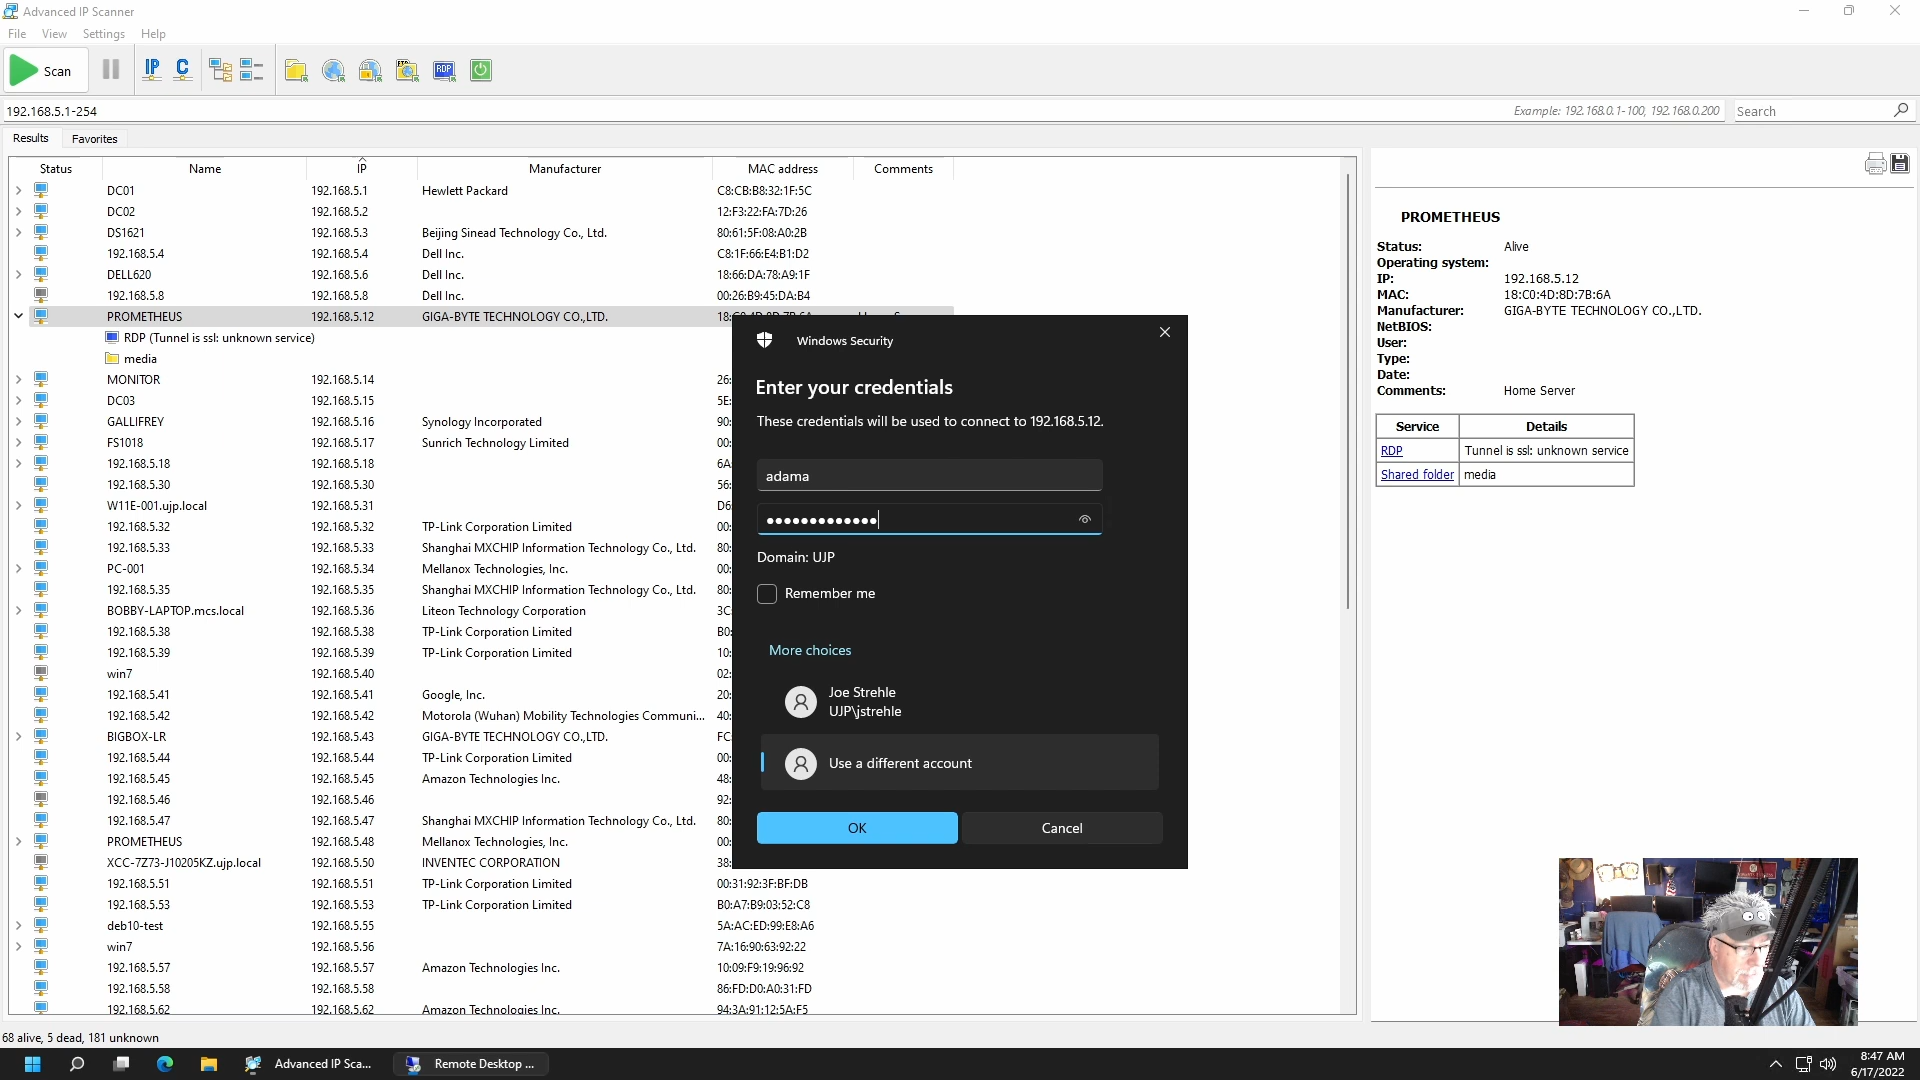 Advanced IP Scanner
File View Settings Help
Scan
IP C
RDP
192.168.5.1-254
Example: 192.168.0.1-100, 192.168.0.200
Search
Results Favorites
Status Name IP Manufacturer MAC address Comments
DC01 192.168.5.1 Hewlett Packard C8:CB:B8:32:1F:5C
DC02 192.168.5.2 12:F3:22:FA:7D:26
DS1621 192.168.5.3 Beijing Sinead Technology Co., Ltd. 80:61:5F:08:A0:2B
192.168.5.4 192.168.5.4 Dell Inc. C8:1F:66:E4:B1:D2
DELL620 192.168.5.6 Dell Inc. 18:66:DA:78:A9:1F
192.168.5.8 192.168.5.8 Dell Inc. 00:26:B9:45:DA:B4
PROMETHEUS 192.168.5.12 GIGA-BYTE TECHNOLOGY CO.,LTD.
RDP (Tunnel is ssl: unknown service)
media
MONITOR 192.168.5.14 26:
DC03 192.168.5.15 5E:
GALLIFREY 192.168.5.16 Synology Incorporated 90:
FS1018 192.168.5.17 Sunrich Technology Limited 00:
192.168.5.18 192.168.5.18 6A:
192.168.5.30 192.168.5.30 56:
W11E-001.ujp.local 192.168.5.31 D6:
192.168.5.32 192.168.5.32 TP-Link Corporation Limited 00:
192.168.5.33 192.168.5.33 Shanghai MXCHIP Information Technology Co., Ltd. 80:
PC-001 192.168.5.34 Mellanox Technologies, Inc. 00:
192.168.5.35 192.168.5.35 Shanghai MXCHIP Information Technology Co., Ltd. 80:
BOBBY-LAPTOP.mcs.local 192.168.5.36 Liteon Technology Corporation 3C:
192.168.5.38 192.168.5.38 TP-Link Corporation Limited B0:
192.168.5.39 192.168.5.39 TP-Link Corporation Limited 10:
win7 192.168.5.40 02:
192.168.5.41 192.168.5.41 Google, Inc. 20:
192.168.5.42 192.168.5.42 Motorola (Wuhan) Mobility Technologies Communi... 40:
BIGBOX-LR 192.168.5.43 GIGA-BYTE TECHNOLOGY CO.,LTD. FC:
192.168.5.44 192.168.5.44 TP-Link Corporation Limited 00:
192.168.5.45 192.168.5.45 Amazon Technologies Inc. 48:
192.168.5.46 192.168.5.46 92:
192.168.5.47 192.168.5.47 Shanghai MXCHIP Information Technology Co., Ltd. 80:
PROMETHEUS 192.168.5.48 Mellanox Technologies, Inc. 00:
XCC-7Z73-J10205KZ.ujp.local 192.168.5.50 INVENTEC CORPORATION 38:
192.168.5.51 192.168.5.51 TP-Link Corporation Limited 00:31:92:3F:BF:DB
192.168.5.53 192.168.5.53 TP-Link Corporation Limited B0:A7:B9:03:52:C8
deb10-test 192.168.5.55 5A:AC:ED:99:E8:A6
win7 192.168.5.56 7A:16:90:63:92:22
192.168.5.57 192.168.5.57 Amazon Technologies Inc. 10:09:F9:19:96:92
192.168.5.58 192.168.5.58 86:FD:D0:A0:31:FD
192.168.5.62 192.168.5.62 Amazon Technologies Inc. 94:3A:91:12:5A:F5
Windows Security
Enter your credentials
These credentials will be used to connect to 192.168.5.12.
adama
●●●●●●●●●●●●●
Domain: UJP
Remember me
More choices
Joe Strehle
UJP\jstrehle
Use a different account
OK Cancel
PROMETHEUS
Status: Alive
Operating system:
IP: 192.168.5.12
MAC: 18:C0:4D:8D:7B:6A
Manufacturer: GIGA-BYTE TECHNOLOGY CO.,LTD.
NetBIOS:
User:
Type:
Date:
Comments: Home Server
Service Details
RDP Tunnel is ssl: unknown service
Shared folder media
68 alive, 5 dead, 181 unknown
Advanced IP Sca... Remote Desktop ...
8:47 AM
6/17/2022